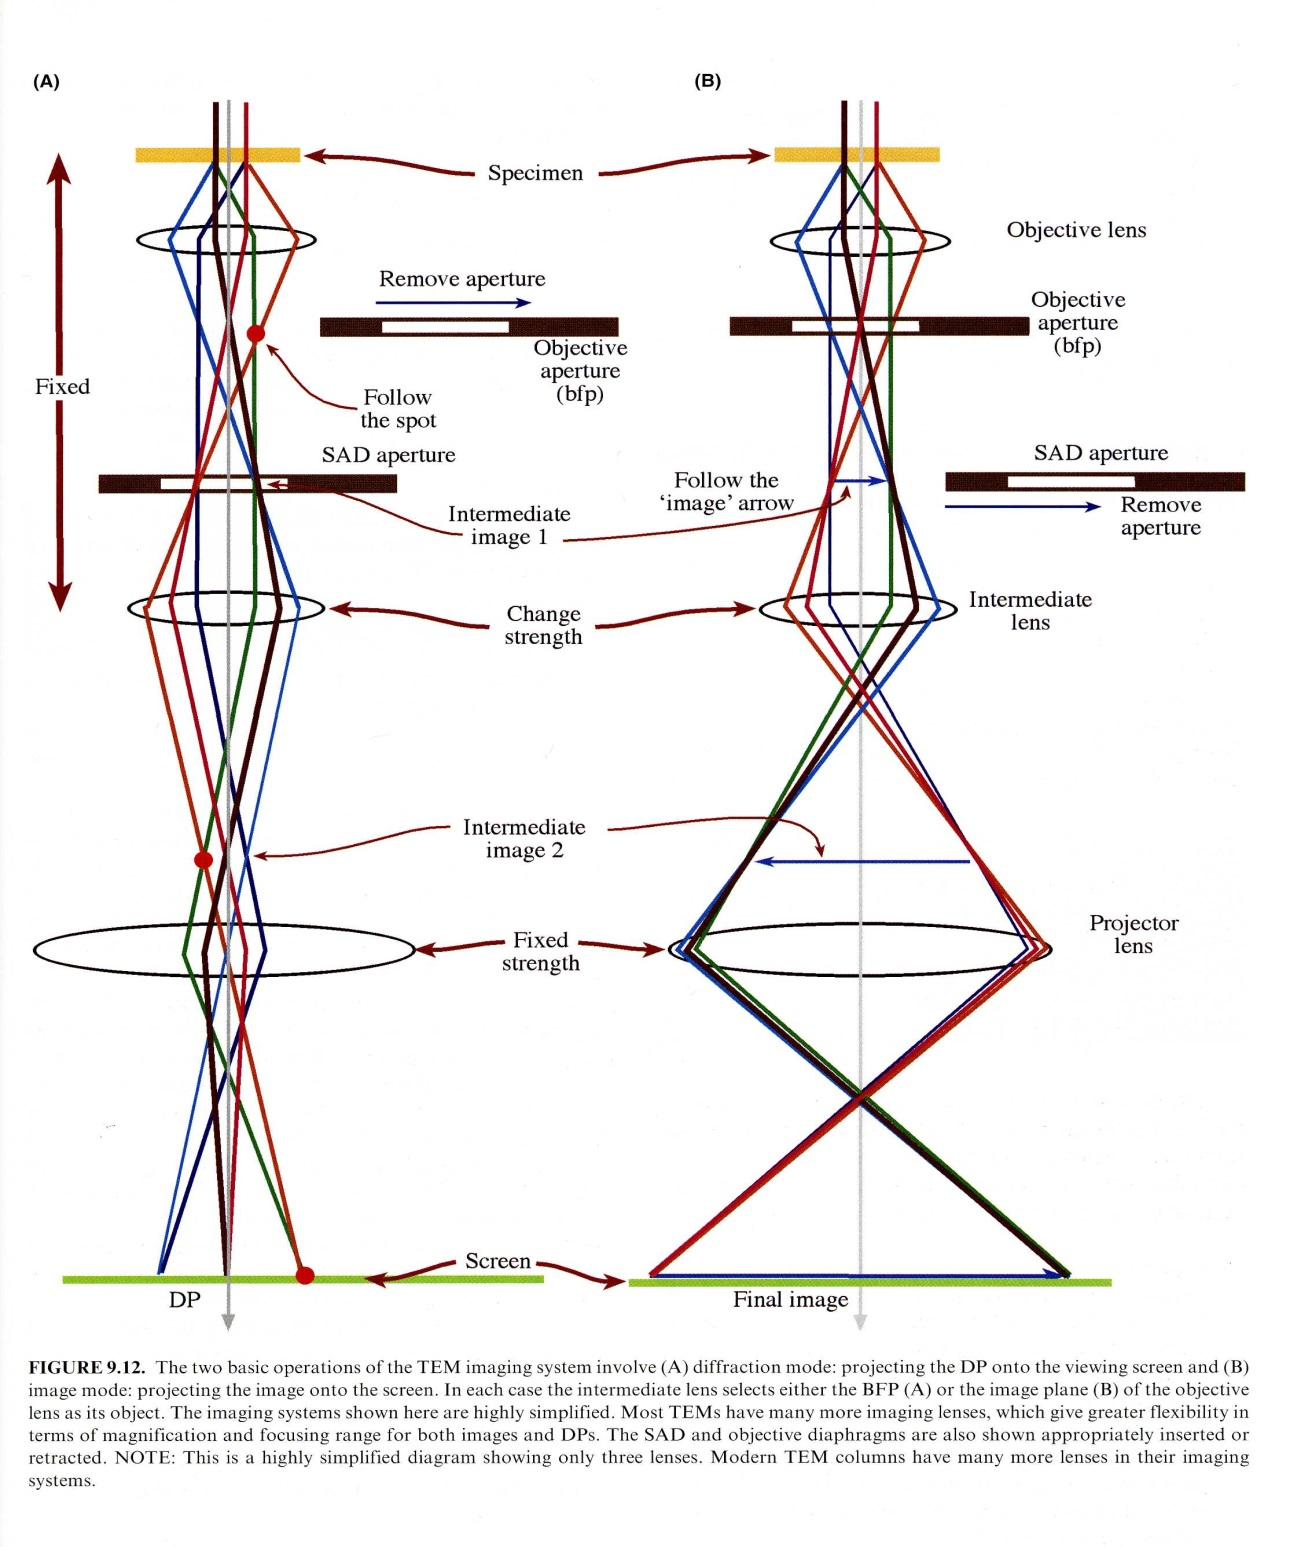 (A)
(B)
Specimen
Objective lens
Remove aperture
Objective
aperture
(bfp)
Objective
aperture
(bfp)
Fixed
Follow
the spot
SAD aperture
SAD aperture
Follow the
‘image’ arrow
Intermediate
image 1
Remove
aperture
Change
strength
Intermediate
lens
Intermediate
image 2
Fixed
strength
Projector
lens
Screen
DP
Final image
FIGURE 9.12. The two basic operations of the TEM imaging system involve (A) diffraction mode: projecting the DP onto the viewing screen and (B)
image mode: projecting the image onto the screen. In each case the intermediate lens selects either the BFP (A) or the image plane (B) of the objective
lens as its object. The imaging systems shown here are highly simplified. Most TEMs have many more imaging lenses, which give greater flexibility in
terms of magnification and focusing range for both images and DPs. The SAD and objective diaphragms are also shown appropriately inserted or
retracted. NOTE: This is a highly simplified diagram showing only three lenses. Modern TEM columns have many more lenses in their imaging
systems.